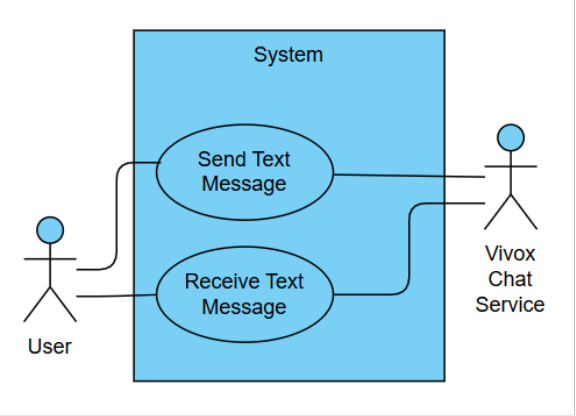 System
Send Text
Message
Receive Text
Message
User
Vivox
Chat
Service